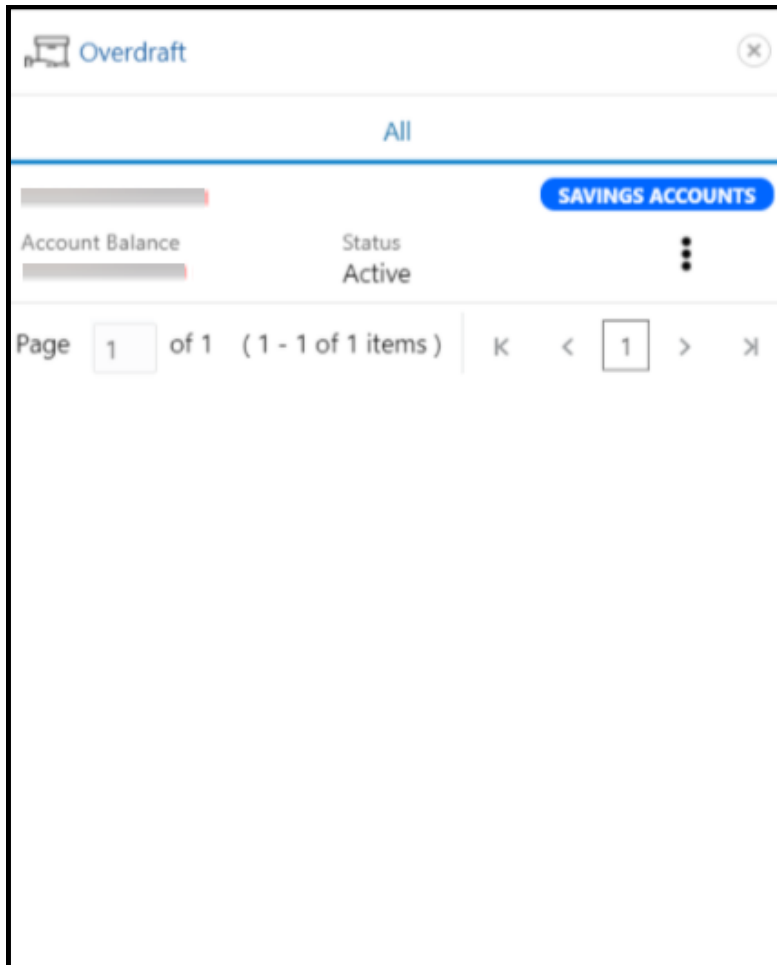 Overdraft
All
SAVINGS ACCOUNTS
Account Balance Status
Active
Page 1 of 1 ( 1 - 1 of 1 items ) 1